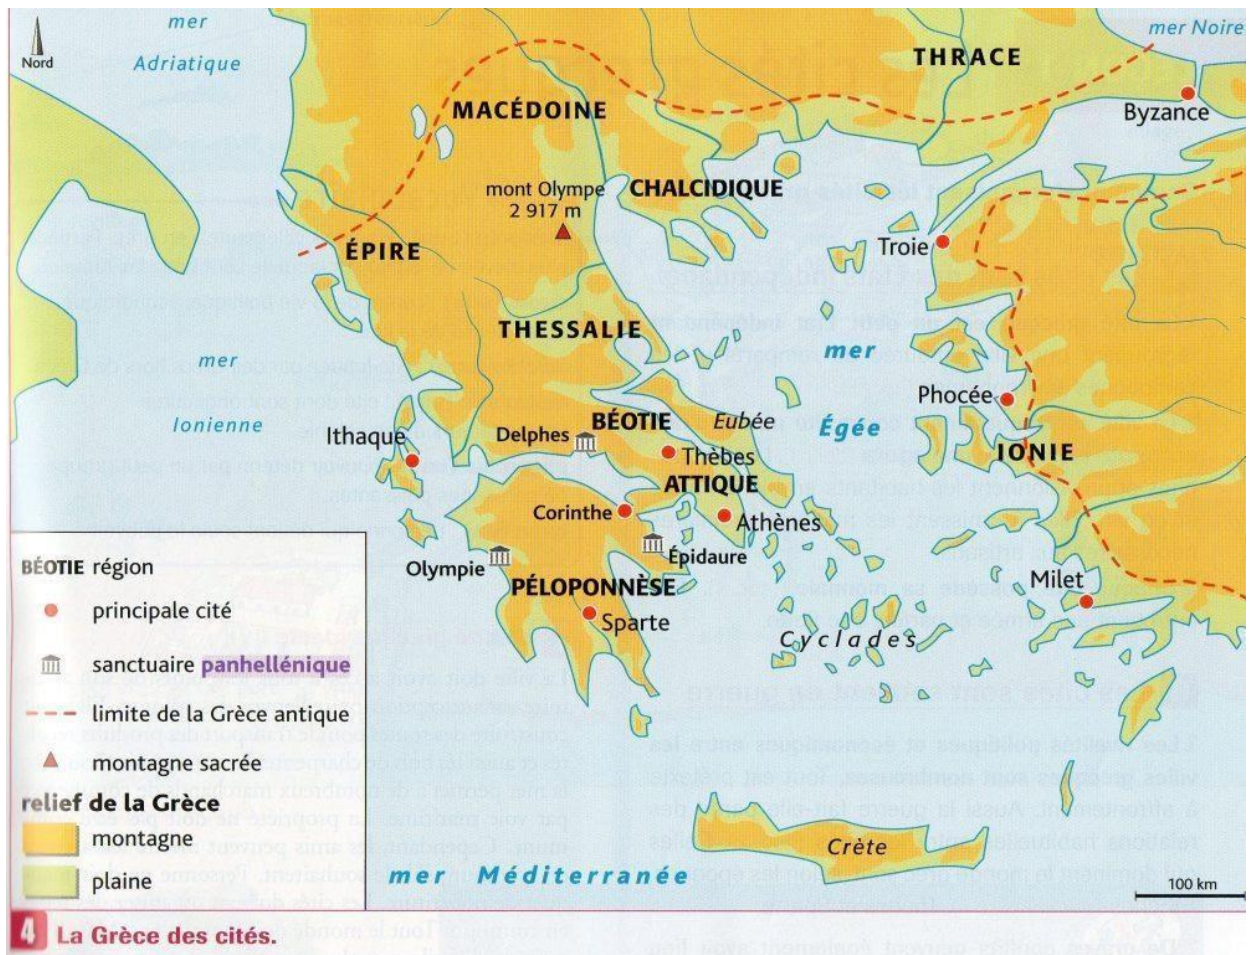 mer
Adriatique
Nord
mer Noire
THRACE
MACÉDOINE
Byzance
mont Olympe
2 917 m
CHALCIDIQUE
ÉPIRE
Troie
THESSALIE
mer
Égée
mer
Ionienne
Phocée
Ithaque
Delphes
BÉOTIE
Eubée
Thèbes
IONIE
ATTIQUE
Corinthe
Athènes
Olympie
Épidaure
PÉLOPONNÈSE
Milet
Sparte
Cyclades
Crète
mer Méditerranée
100 km
BÉOTIE région
principale cité
sanctuaire panhellénique
limite de la Grèce antique
montagne sacrée
relief de la Grèce
montagne
plaine
4 La Grèce des cités.